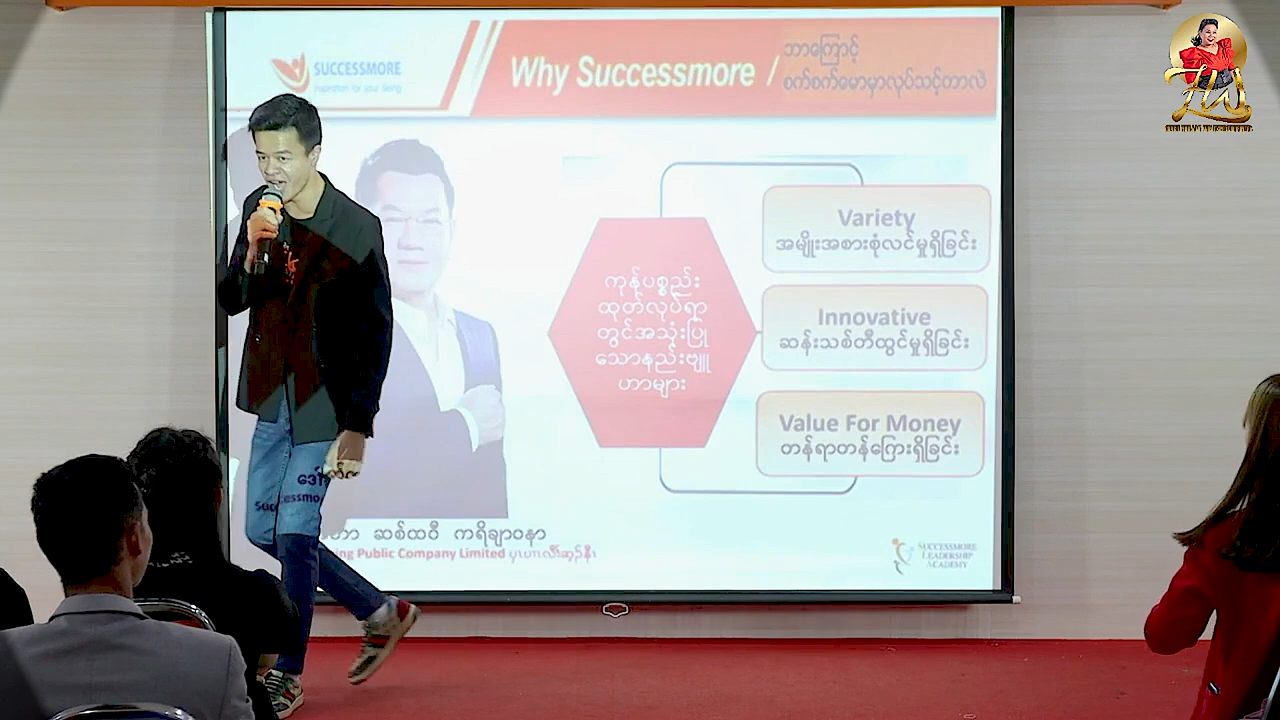 SUCCESSMORE
Inspiration for your being
Why Successmore /
ဘာကြောင့်
စက်စက်မောမှာလုပ်သင့်တာလဲ
Variety
အမျိုးအစားစုံလင်မှုရှိခြင်း
ကုန်ပစ္စည်း
ထုတ်လုပ်ရာ
တွင်အသုံးပြု
သောနည်းဗျူ
ဟာများ
Innovative
ဆန်းသစ်တီထွင်မှုရှိခြင်း
Value For Money
တန်ရာတန်ကြေးရှိခြင်း
ဆစ်ထဝီ ကရိချာဝနာ
Public Company Limited
SUCCESSMORE
LEADERSHIP
ACADEMY